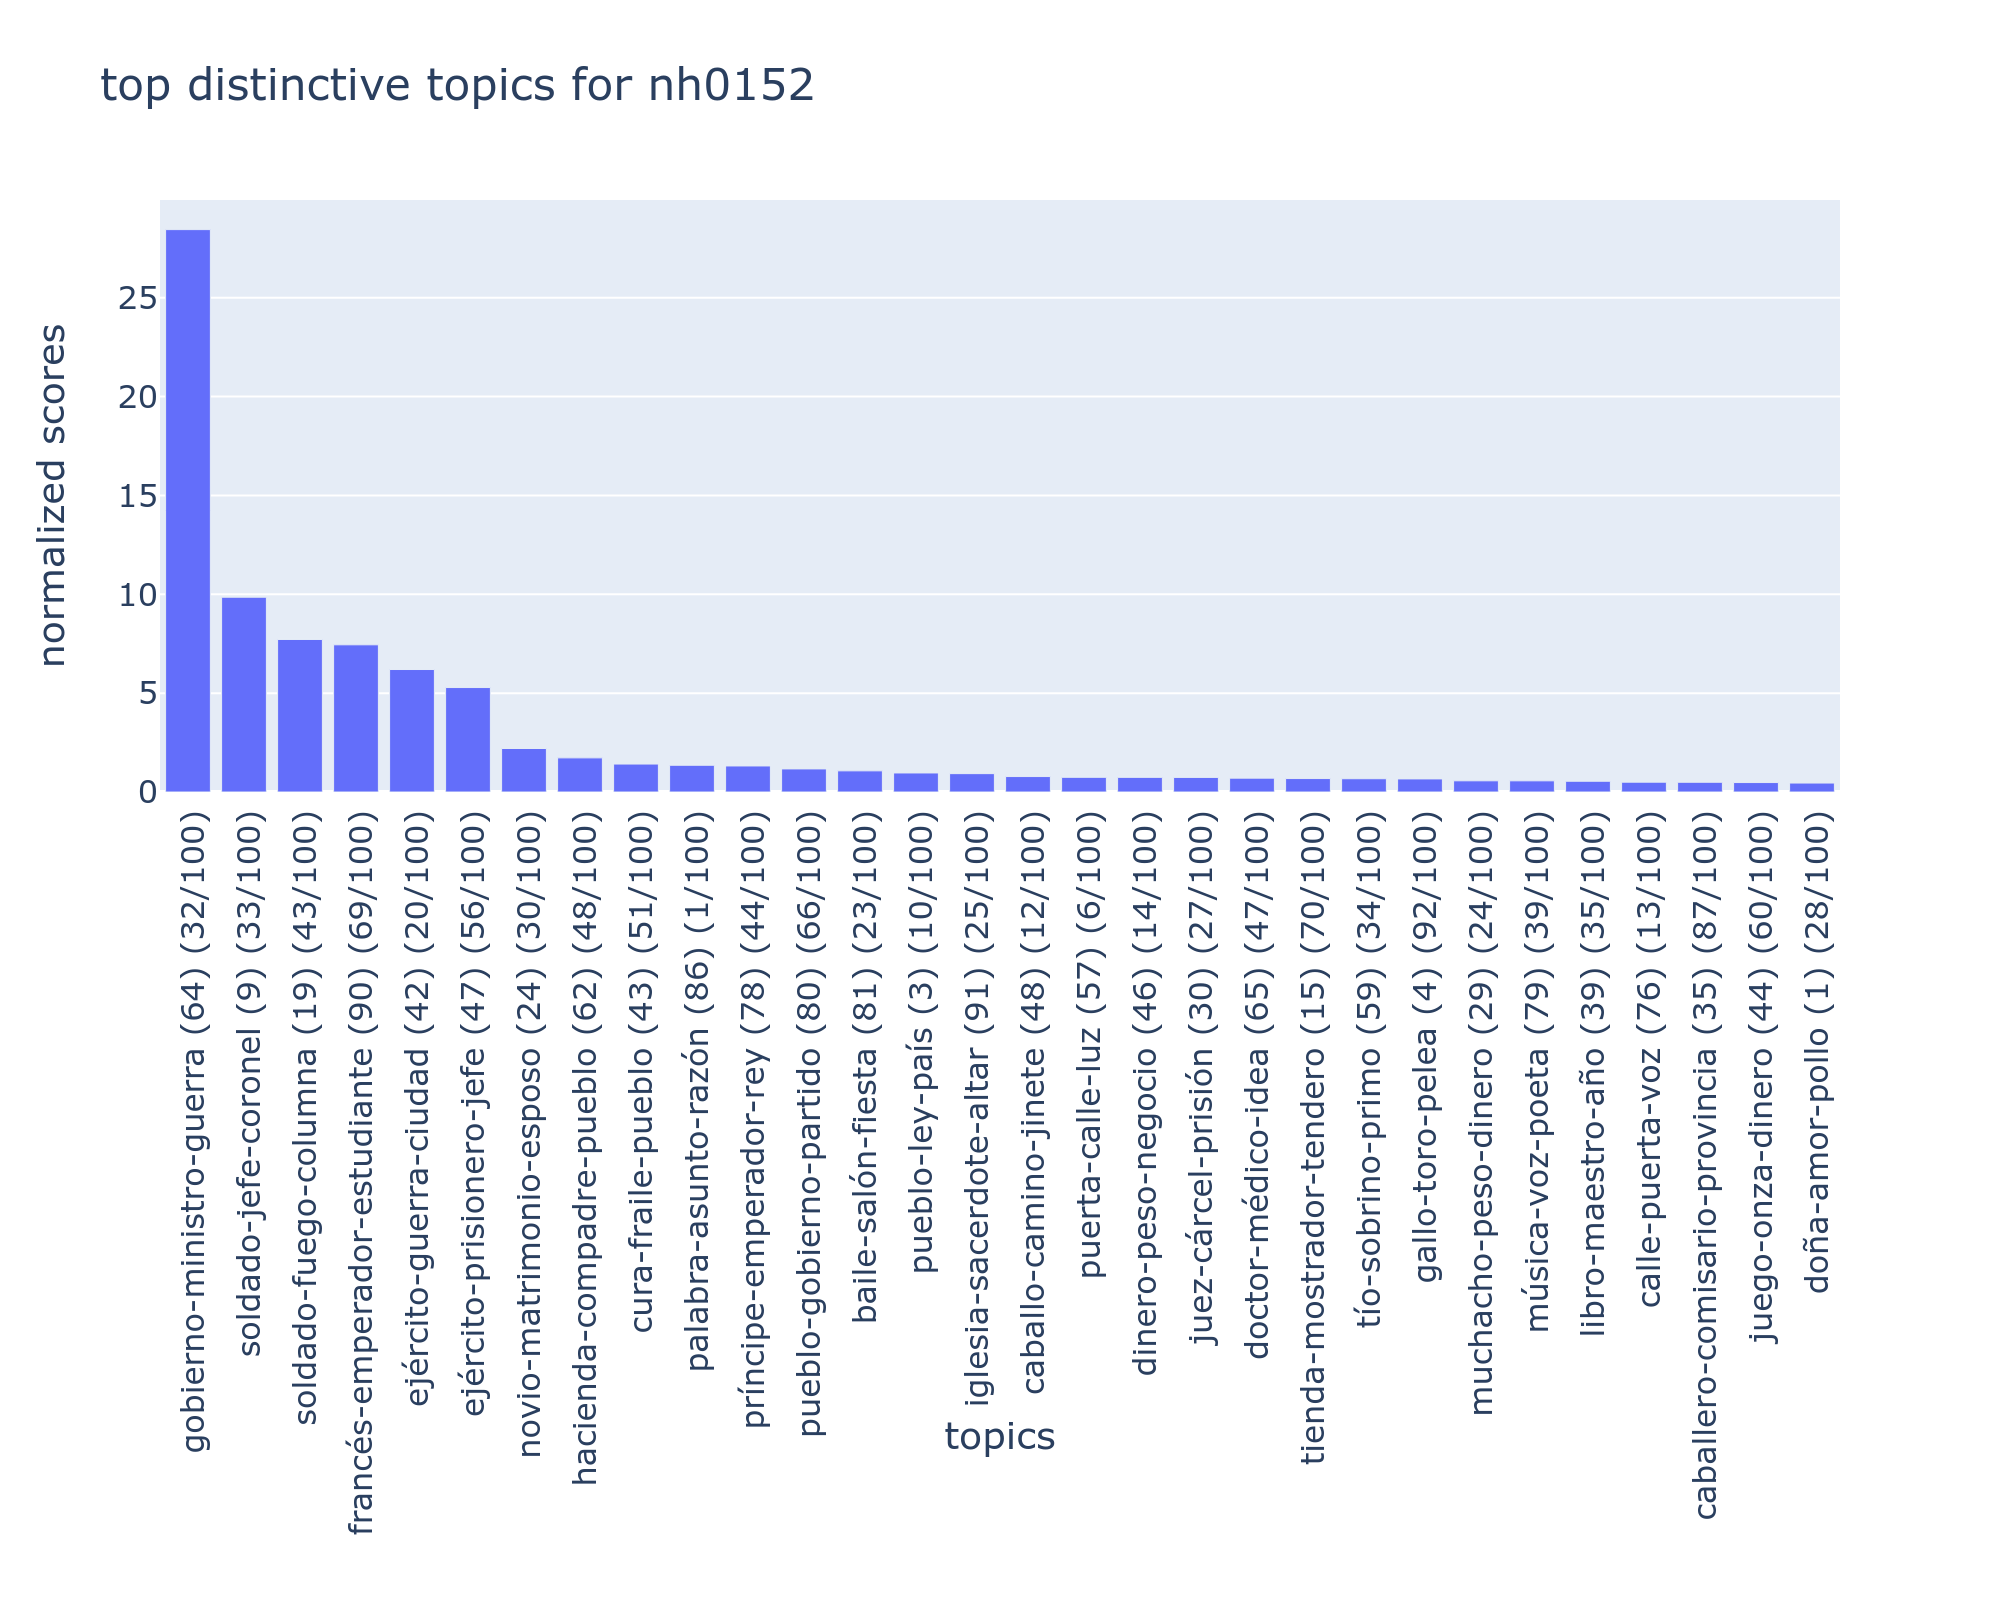 top distinctive topics for nh0152
normalized scores
25
20
15
10
5
0
gobierno-ministro-guerra (64) (32/100)
soldado-jefe-coronel (9) (33/100)
soldado-fuego-columna (19) (43/100)
francés-emperador-estudiante (90) (69/100)
ejército-guerra-ciudad (42) (20/100)
ejército-prisionero-jefe (47) (56/100)
novio-matrimonio-esposo (24) (30/100)
hacienda-compadre-pueblo (62) (48/100)
cura-fraile-pueblo (43) (51/100)
palabra-asunto-razón (86) (1/100)
príncipe-emperador-rey (78) (44/100)
pueblo-gobierno-partido (80) (66/100)
baile-salón-fiesta (81) (23/100)
pueblo-ley-país (3) (10/100)
iglesia-sacerdote-altar (91) (25/100)
caballo-camino-jinete (48) (12/100)
puerta-calle-luz (57) (6/100)
dinero-peso-negocio (46) (14/100)
juez-cárcel-prisión (30) (27/100)
doctor-médico-idea (65) (47/100)
tienda-mostrador-tendero (15) (70/100)
tío-sobrino-primo (59) (34/100)
gallo-toro-pelea (4) (92/100)
muchacho-peso-dinero (29) (24/100)
música-voz-poeta (79) (39/100)
libro-maestro-año (39) (35/100)
calle-puerta-voz (76) (13/100)
caballero-comisario-provincia (35) (87/100)
juego-onza-dinero (44) (60/100)
doña-amor-pollo (1) (28/100)
topics